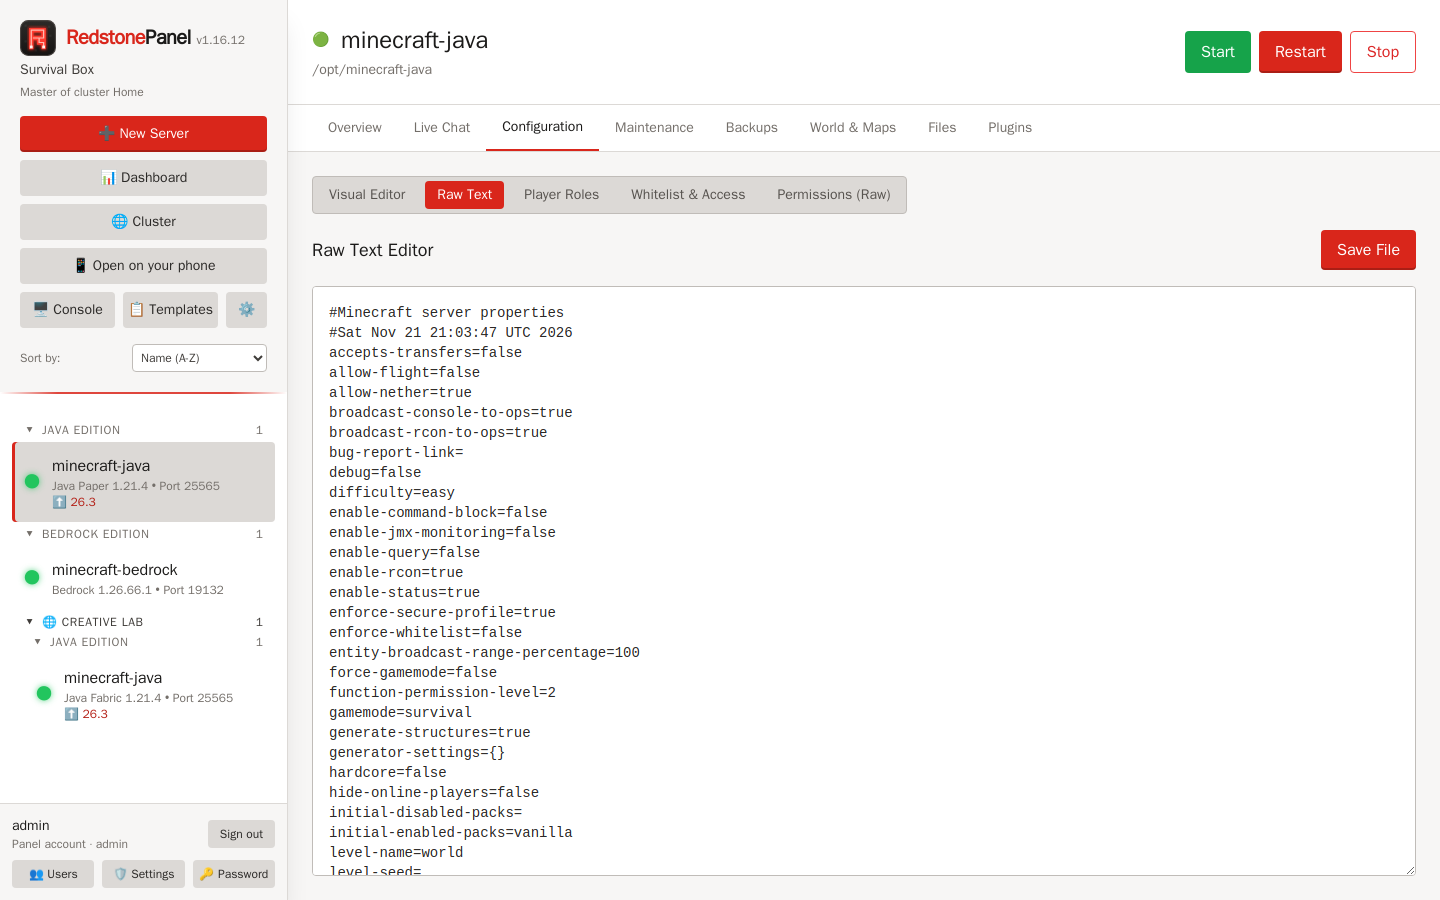 RedstonePanel v1.16.12
Survival Box
Master of cluster Home
➕ New Server
📊 Dashboard
🌐 Cluster
📱 Open on your phone
🖥️ Console
📋 Templates
⚙️
Sort by:
Name (A-Z)
▼ JAVA EDITION 1
minecraft-java
Java Paper 1.21.4 • Port 25565
⬆️ 26.3
▼ BEDROCK EDITION 1
minecraft-bedrock
Bedrock 1.26.66.1 • Port 19132
▼ 🌐 CREATIVE LAB 1
▼ JAVA EDITION 1
minecraft-java
Java Fabric 1.21.4 • Port 25565
⬆️ 26.3
admin
Panel account · admin
Sign out
👥 Users
🛡️ Settings
🔑 Password
minecraft-java
/opt/minecraft-java
Start
Restart
Stop
Overview
Live Chat
Configuration
Maintenance
Backups
World & Maps
Files
Plugins
Visual Editor
Raw Text
Player Roles
Whitelist & Access
Permissions (Raw)
Raw Text Editor
Save File
#Minecraft server properties
#Sat Nov 21 21:03:47 UTC 2026
accepts-transfers=false
allow-flight=false
allow-nether=true
broadcast-console-to-ops=true
broadcast-rcon-to-ops=true
bug-report-link=
debug=false
difficulty=easy
enable-command-block=false
enable-jmx-monitoring=false
enable-query=false
enable-rcon=true
enable-status=true
enforce-secure-profile=true
enforce-whitelist=false
entity-broadcast-range-percentage=100
force-gamemode=false
function-permission-level=2
gamemode=survival
generate-structures=true
generator-settings={}
hardcore=false
hide-online-players=false
initial-disabled-packs=
initial-enabled-packs=vanilla
level-name=world
level-seed=